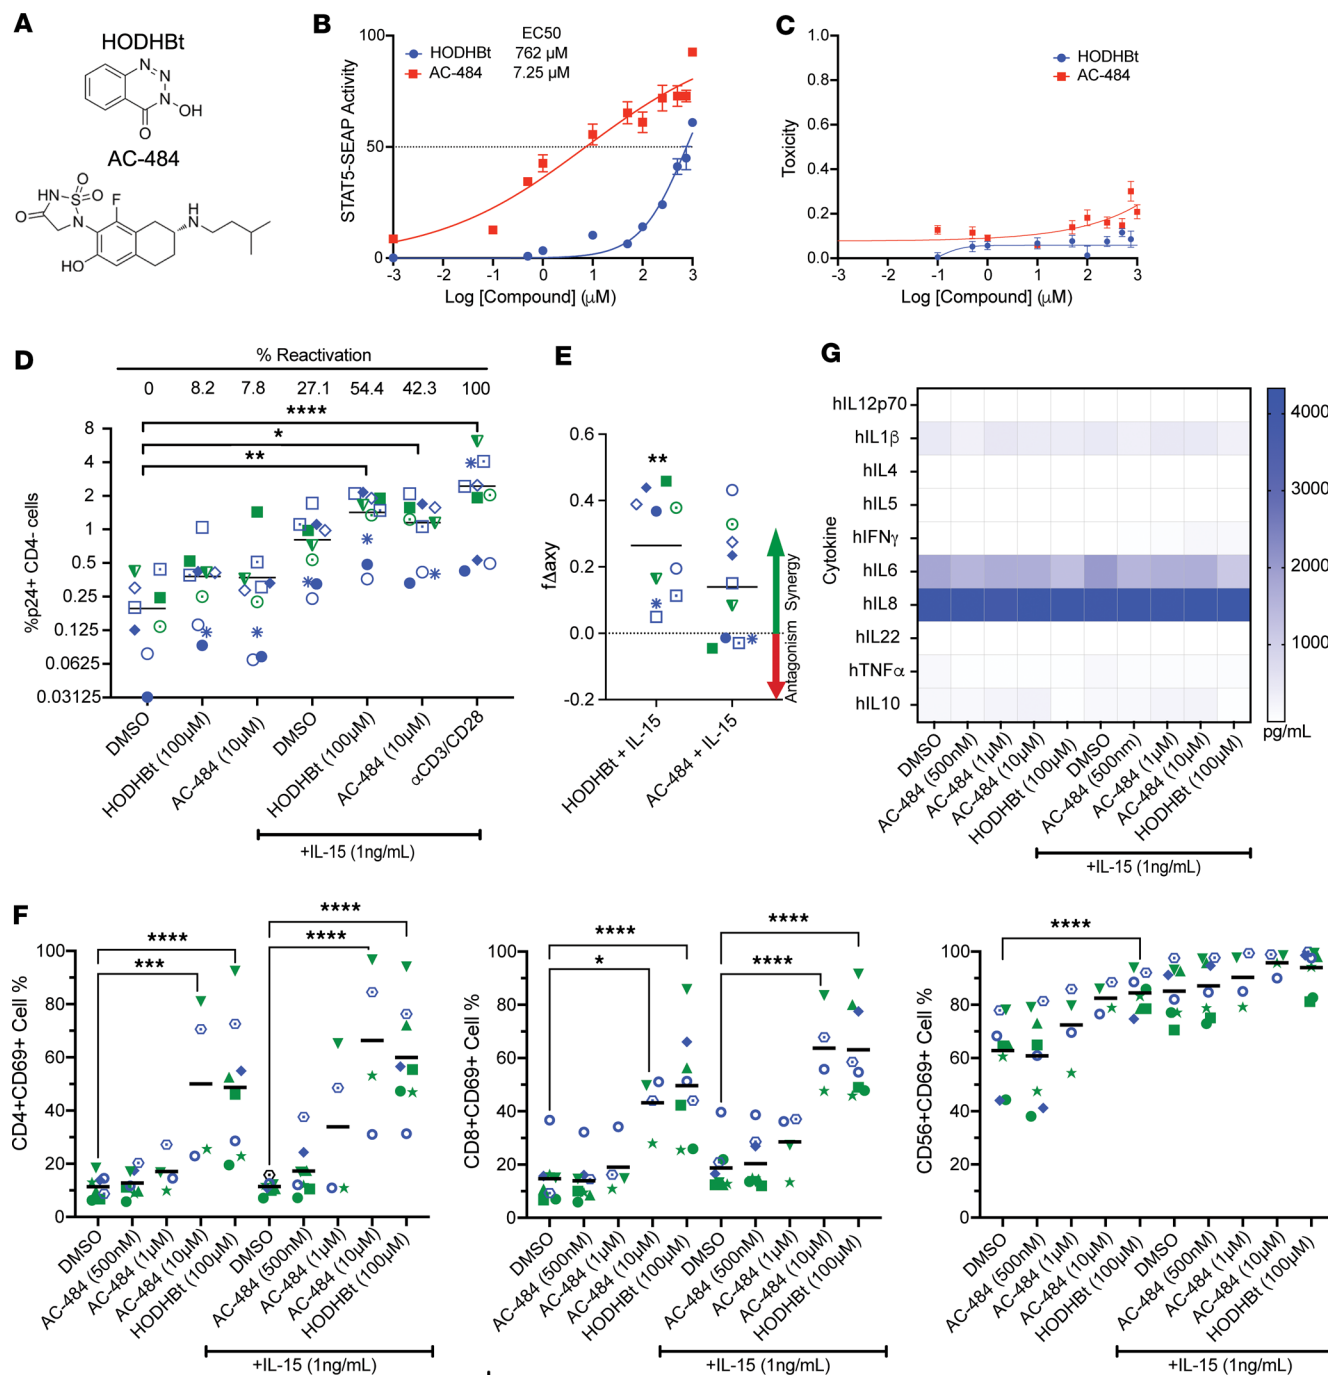 A
HODHBt
N
N
N
OH
O
AC-484
O
O
HN
S
O
N
F
H
N
HO
B
EC50
HODHBt 762 µM
AC-484 7.25 µM
STAT5-SEAP Activity
100
50
0
-3 -2 -1 0 1 2 3
Log [Compound] (µM)
C
HODHBt
AC-484
Toxicity
1.0
0.8
0.6
0.4
0.2
0.0
-3 -2 -1 0 1 2 3
Log [Compound] (µM)
D
% Reactivation
0 8.2 7.8 27.1 54.4 42.3 100
****
*
**
%p24+ CD4- cells
8
4
2
1
0.5
0.25
0.125
0.0625
0.03125
DMSO
HODHBt (100µM)
AC-484 (10µM)
DMSO
HODHBt (100µM)
AC-484 (10µM)
αCD3/CD28
+IL-15 (1ng/mL)
E
f∆axy
0.6
0.4
0.2
0.0
-0.2
**
Synergy
Antagonism
HODHBt + IL-15
AC-484 + IL-15
G
Cytokine
hIL12p70
hIL1β
hIL4
hIL5
hIFNγ
hIL6
hIL8
hIL22
hTNFα
hIL10
4000
3000
2000
1000
pg/mL
DMSO
AC-484 (500nM)
AC-484 (1µM)
AC-484 (10µM)
HODHBt (100µM)
DMSO
AC-484 (500nm)
AC-484 (1µM)
AC-484 (10µM)
HODHBt (100µM)
+IL-15 (1ng/mL)
F
CD4+CD69+ Cell %
100
80
60
40
20
0
****
***
****
****
DMSO
AC-484 (500nM)
AC-484 (1µM)
AC-484 (10µM)
HODHBt (100µM)
DMSO
AC-484 (500nM)
AC-484 (1µM)
AC-484 (10µM)
HODHBt (100µM)
+IL-15 (1ng/mL)
CD8+CD69+ Cell %
100
80
60
40
20
0
****
*
****
****
DMSO
AC-484 (500nM)
AC-484 (1µM)
AC-484 (10µM)
HODHBt (100µM)
DMSO
AC-484 (500nM)
AC-484 (1µM)
AC-484 (10µM)
HODHBt (100µM)
+IL-15 (1ng/mL)
CD56+CD69+ Cell %
100
80
60
40
20
0
****
DMSO
AC-484 (500nM)
AC-484 (1µM)
AC-484 (10µM)
HODHBt (100µM)
DMSO
AC-484 (500nM)
AC-484 (1µM)
AC-484 (10µM)
HODHBt (100µM)
+IL-15 (1ng/mL)